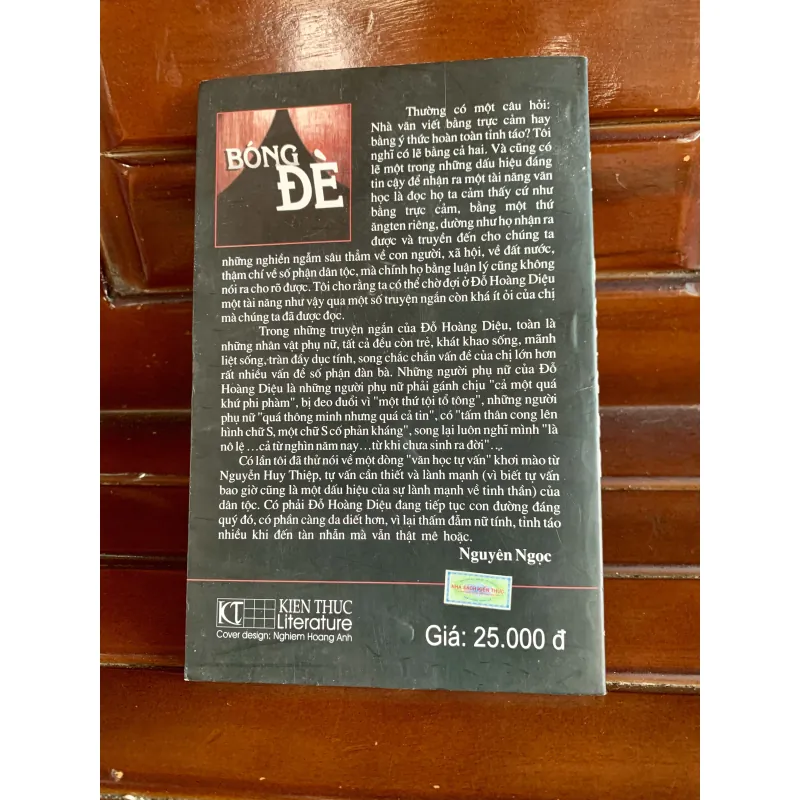 BÓNG
ĐÈ
Thường có một câu hỏi:
Nhà văn viết bằng trực cảm hay
bằng ý thức hoàn toàn tỉnh táo? Tôi
nghĩ có lẽ bằng cả hai. Và cũng có
lẽ một trong những dấu hiệu đáng
tin cậy để nhận ra một tài năng văn
học là đọc họ ta cảm thấy cứ như
bằng trực cảm, bằng một thứ
ăngten riêng, dường như họ nhận ra
được và truyền đến cho chúng ta
những nghiền ngẫm sâu thẳm về con người, xã hội, về đất nước,
thậm chí về số phận dân tộc, mà chính họ bằng luận lý cũng không
nói ra cho rõ được. Tôi cho rằng ta có thể chờ đợi ở Đỗ Hoàng Diệu
một tài năng như vậy qua một số truyện ngắn còn khá ít ỏi của chị
mà chúng ta đã được đọc.
Trong những truyện ngắn của Đỗ Hoàng Diệu, toàn là
những nhân vật phụ nữ, tất cả đều còn trẻ, khát khao sống, mãnh
liệt sống, tràn đầy dục tính, song chắc chắn vấn đề của chị lớn hơn
rất nhiều vấn đề số phận đàn bà. Những người phụ nữ của Đỗ
Hoàng Diệu là những người phụ nữ phải gánh chịu "cả một quá
khứ phì phàm", bị đeo đuổi vì "một thứ tội tổ tông", những người
phụ nữ "quá thông minh nhưng quá cả tin", có "tấm thân cong lên
hình chữ S, một chữ S cố phản kháng", song lại luôn nghĩ mình "là
nô lệ ...cả từ nghìn năm nay...từ khi chưa sinh ra đời"...
Có lần tôi đã thử nói về một dòng "văn học tự vấn" khơi mào từ
Nguyễn Huy Thiệp, tự vấn cần thiết và lành mạnh (vì biết tự vấn
bao giờ cũng là một dấu hiệu của sự lành mạnh về tinh thần) của
dân tộc. Có phải Đỗ Hoàng Diệu đang tiếp tục con đường đáng
quý đó, có phần càng da diết hơn, vì lại thấm đẫm nữ tính, tỉnh táo
nhiều khi đến tàn nhẫn mà vẫn thật mê hoặc.
Nguyên Ngọc
NHÀ SÁCH KIẾN THỨC
KT
KIEN THUC
Literature
Cover design: Nghiem Hoang Anh
Giá: 25.000 đ